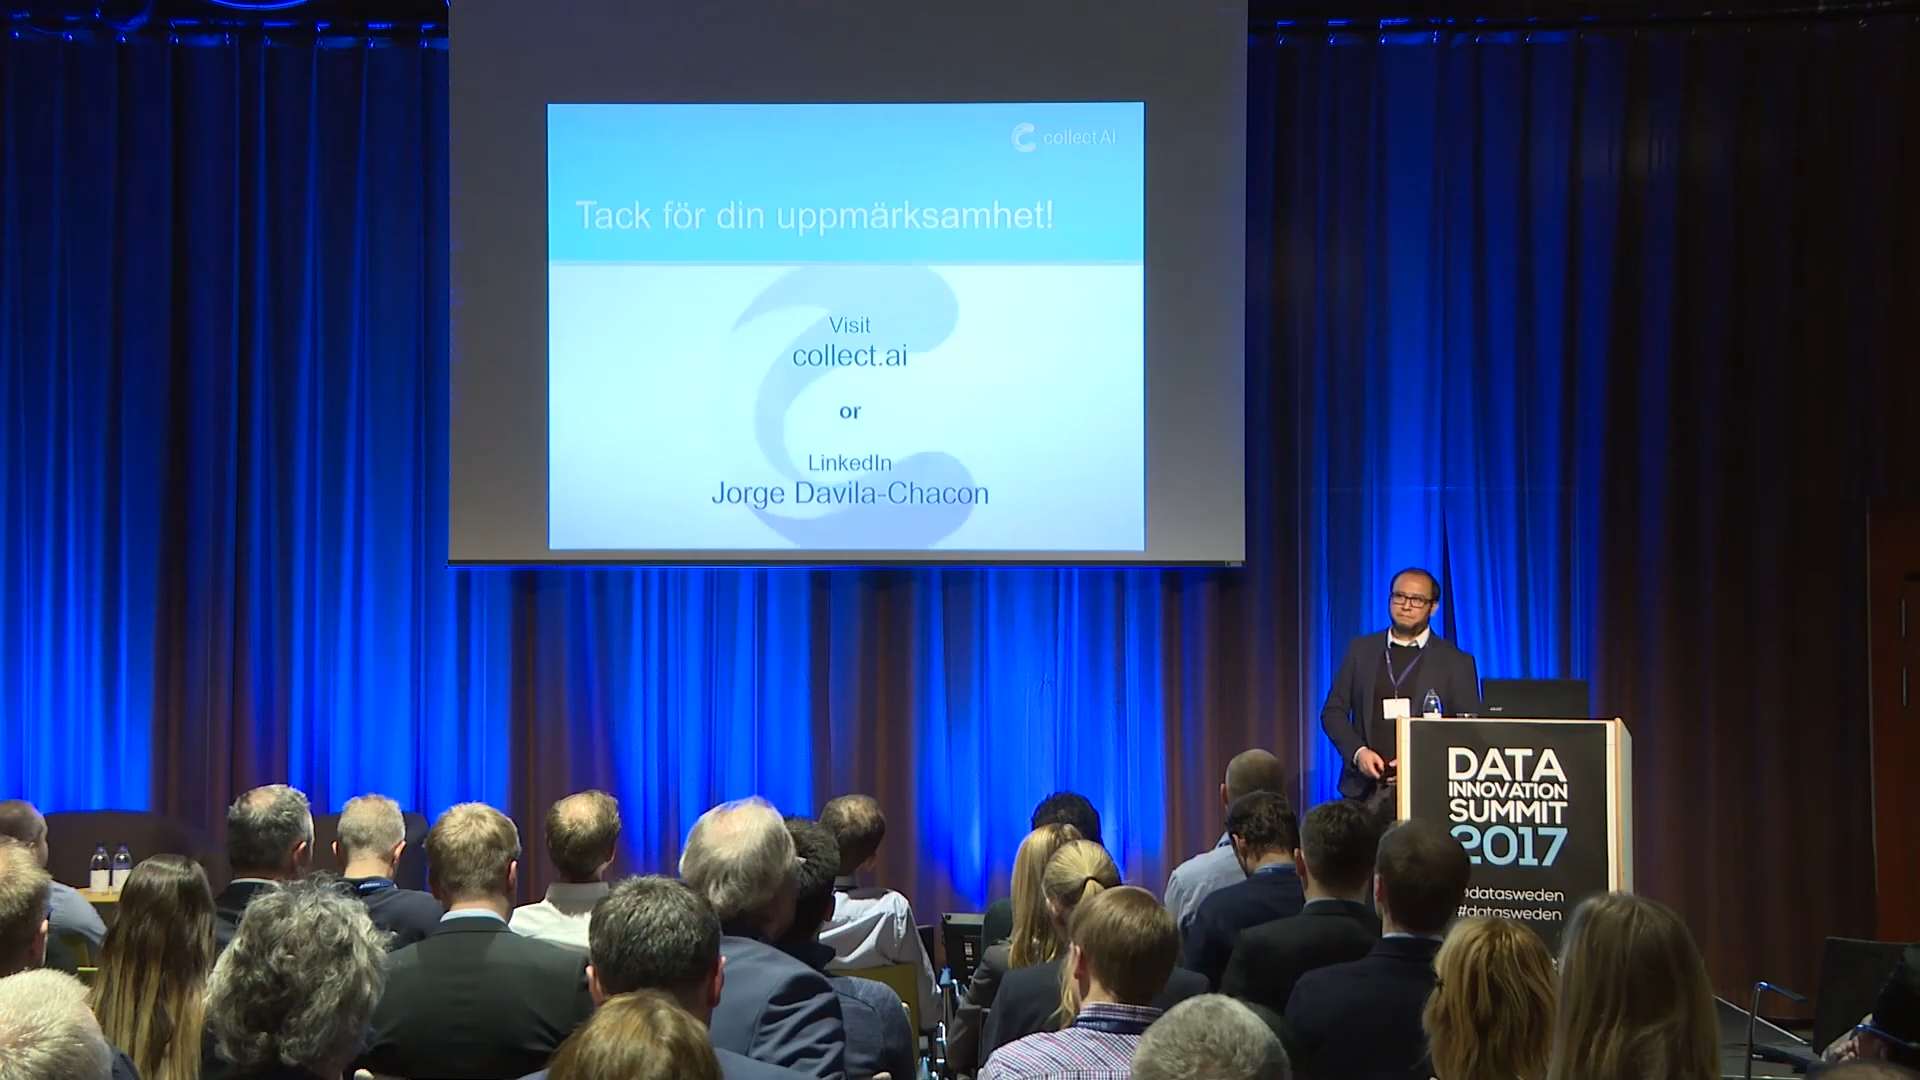 collect AI
Tack för din uppmärksamhet!
Visit
collect.ai
or
LinkedIn
Jorge Davila-Chacon
DATA
INNOVATION
SUMMIT
2017
@datasweden
#datasweden